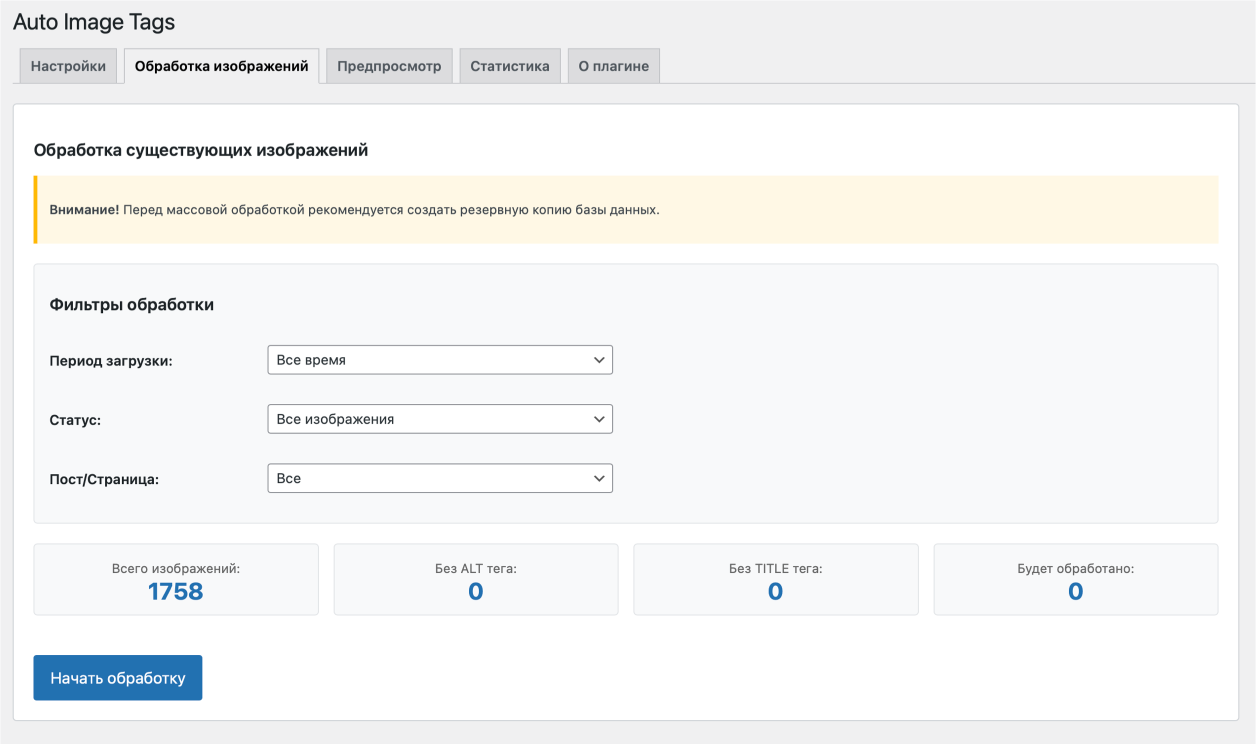 Auto Image Tags
Настройки
Обработка изображений
Предпросмотр
Статистика
О плагине
Обработка существующих изображений
Внимание! Перед массовой обработкой рекомендуется создать резервную копию базы данных.
Фильтры обработки
Период загрузки:
Все время
Статус:
Все изображения
Пост/Страница:
Все
Всего изображений:
1758
Без ALT тега:
0
Без TITLE тега:
0
Будет обработано:
0
Начать обработку